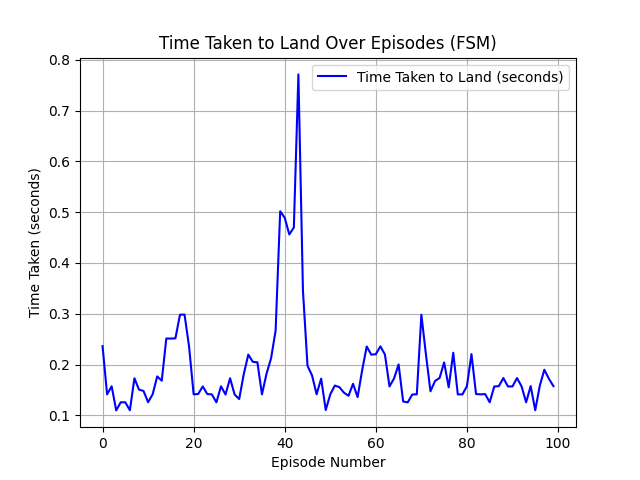 Time Taken to Land Over Episodes (FSM)
Time Taken to Land (seconds)
Time Taken (seconds)
0.8
0.7
0.6
0.5
0.4
0.3
0.2
0.1
0 20 40 60 80 100
Episode Number